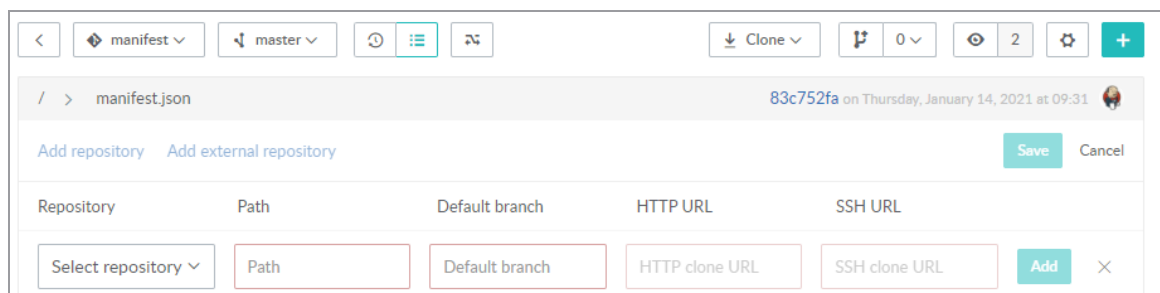 manifest master Clone 0 2 +
/ > manifest.json 83c752fa on Thursday, January 14, 2021 at 09:31
Add repository Add external repository Save Cancel
Repository Path Default branch HTTP URL SSH URL
Select repository Path Default branch HTTP clone URL SSH clone URL Add